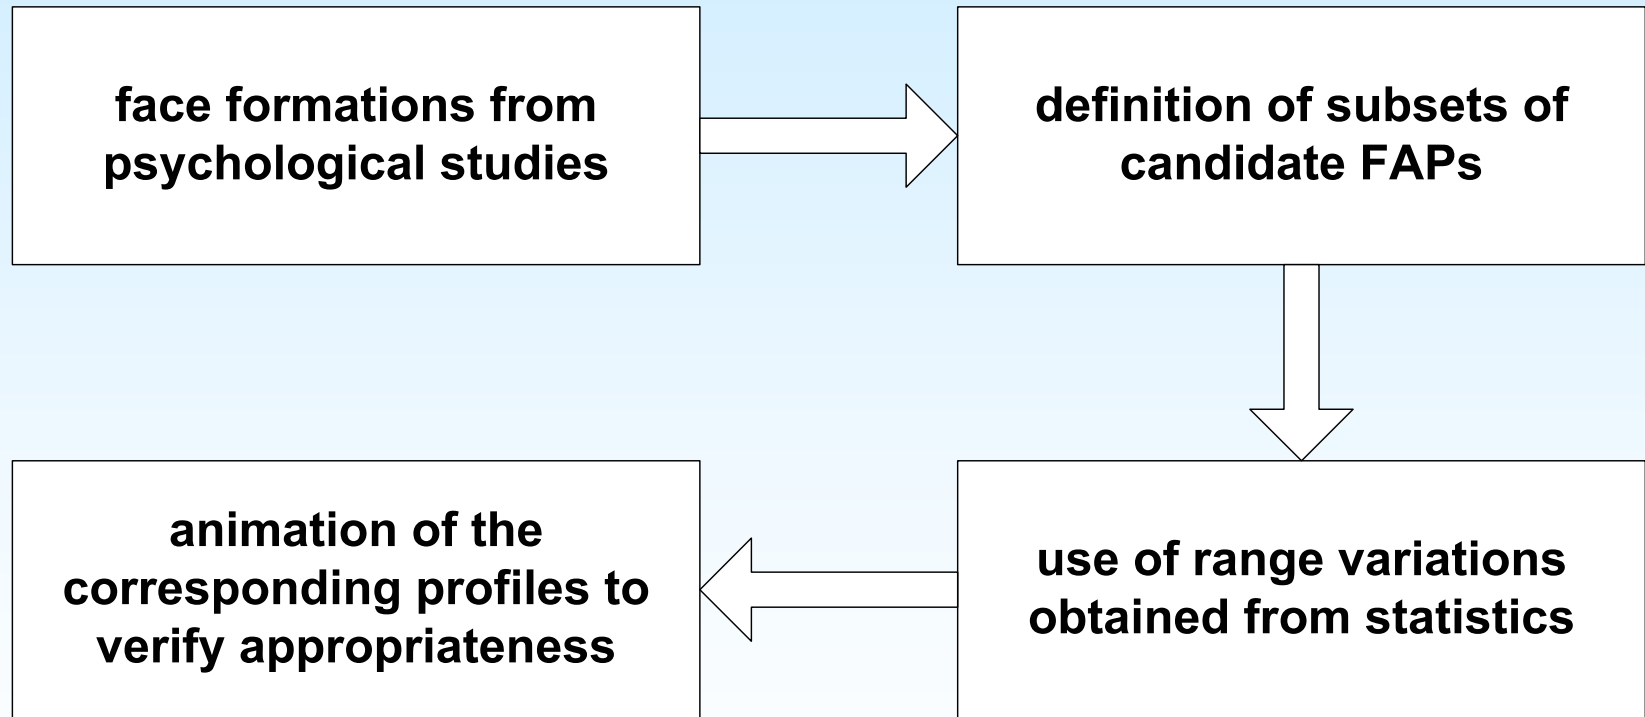 face formations from
psychological studies
definition of subsets of
candidate FAPs
use of range variations
obtained from statistics
animation of the
corresponding profiles to
verify appropriateness